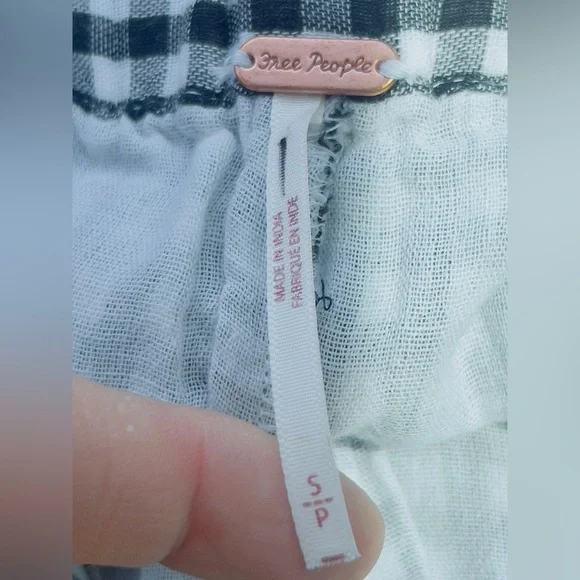 Free People
MADE IN INDIA
FABRIQUÉ EN INDE
S
P